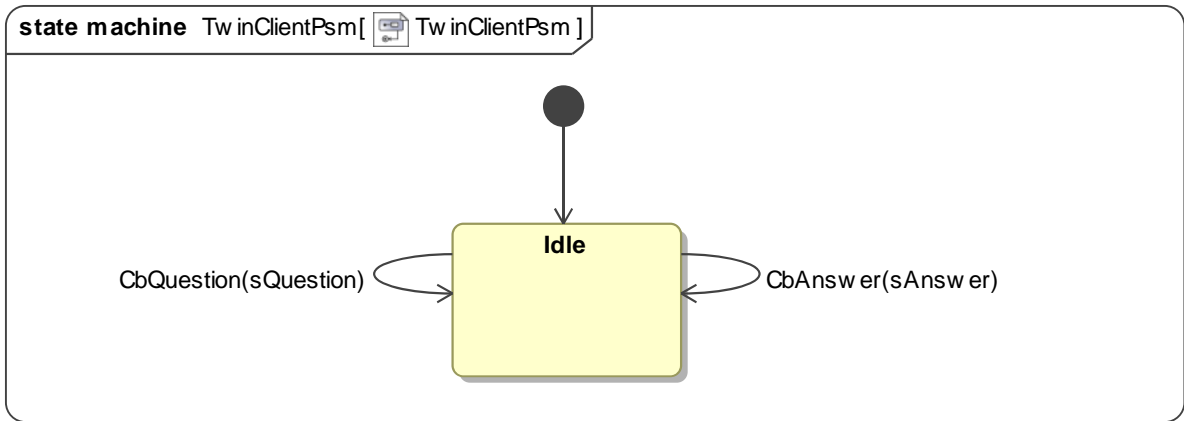 state machine TwinClientPsm[ TwinClientPsm ]
Idle
CbQuestion(sQuestion)
CbAnswer(sAnswer)